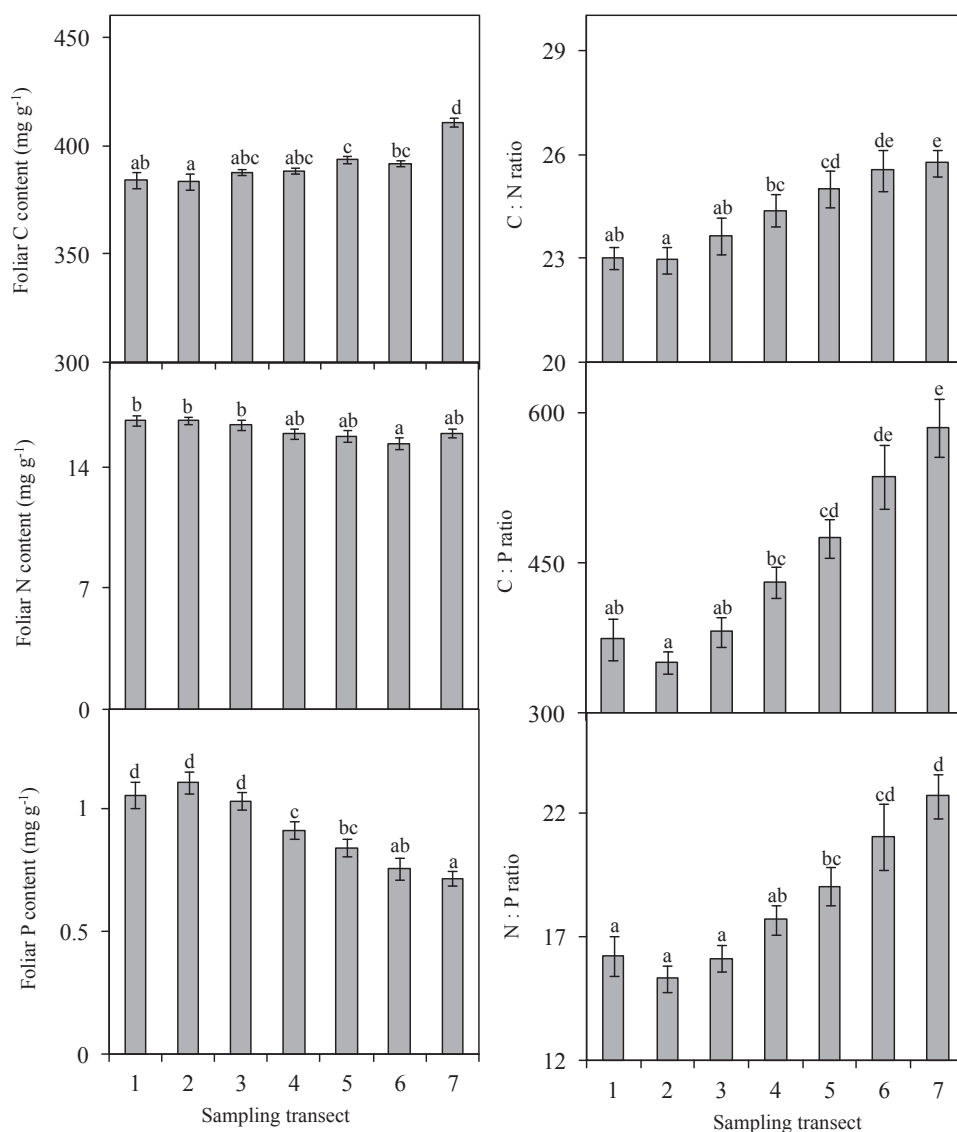 Foliar C content (mg g⁻¹)
450
400
350
300
ab
a
abc
abc
c
bc
d
C : N ratio
29
26
23
20
ab
a
ab
bc
cd
de
e
Foliar N content (mg g⁻¹)
14
7
0
b
b
b
ab
ab
a
ab
C : P ratio
600
450
300
ab
a
ab
bc
cd
de
e
Foliar P content (mg g⁻¹)
1
0.5
0
d
d
d
c
bc
ab
a
1 2 3 4 5 6 7
Sampling transect
N : P ratio
22
17
12
a
a
a
ab
bc
cd
d
1 2 3 4 5 6 7
Sampling transect